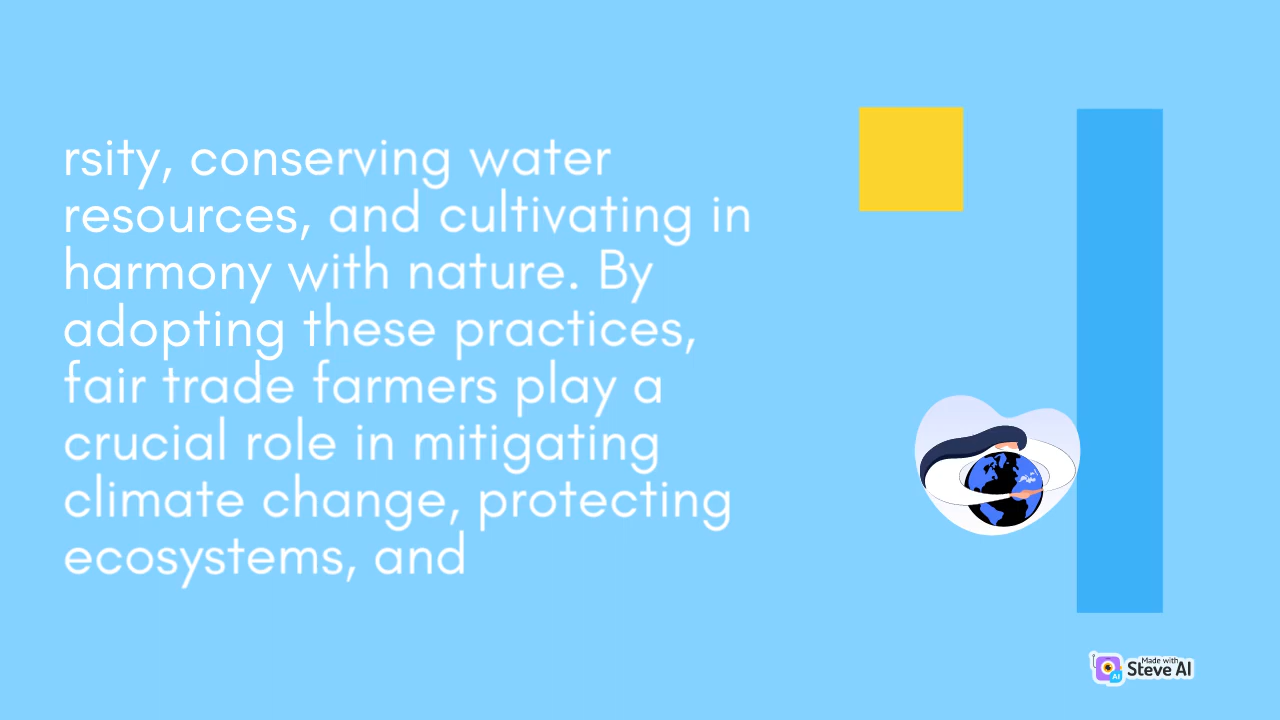 rsity, conserving water
resources, and cultivating in
harmony with nature. By
adopting these practices,
fair trade farmers play a
crucial role in mitigating
climate change, protecting
ecosystems, and
Made with
Steve AI
AI